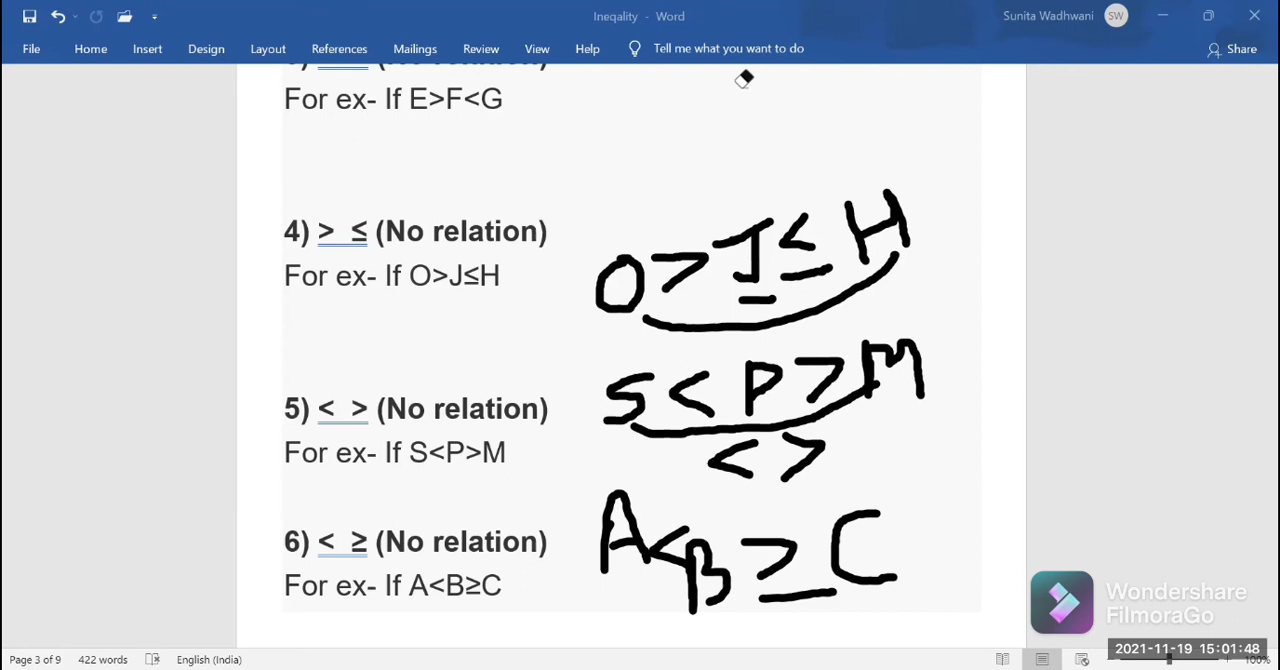 Ineqality - Word
Sunita Wadhwani SW
File Home Insert Design Layout References Mailings Review View Help Tell me what you want to do Share
For ex- If E>F<G
4) > ≤ (No relation)
For ex- If O>J≤H
O > J ≤ H
5) < > (No relation)
For ex- If S<P>M
S < P > M
< >
6) < ≥ (No relation)
For ex- If A<B≥C
A < B ≥ C
Wondershare
FilmoraGo
2021-11-19 15:01:48
Page 3 of 9 422 words English (India) 100%